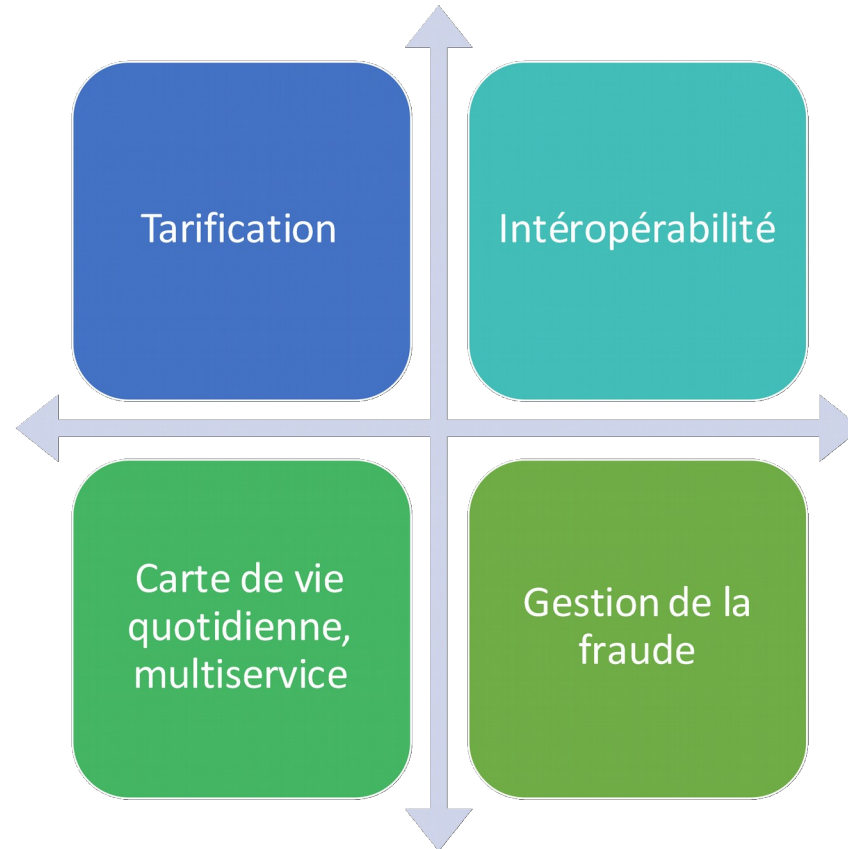 Tarification
Intéropérabilité
Carte de vie
quotidienne,
multiservice
Gestion de la
fraude